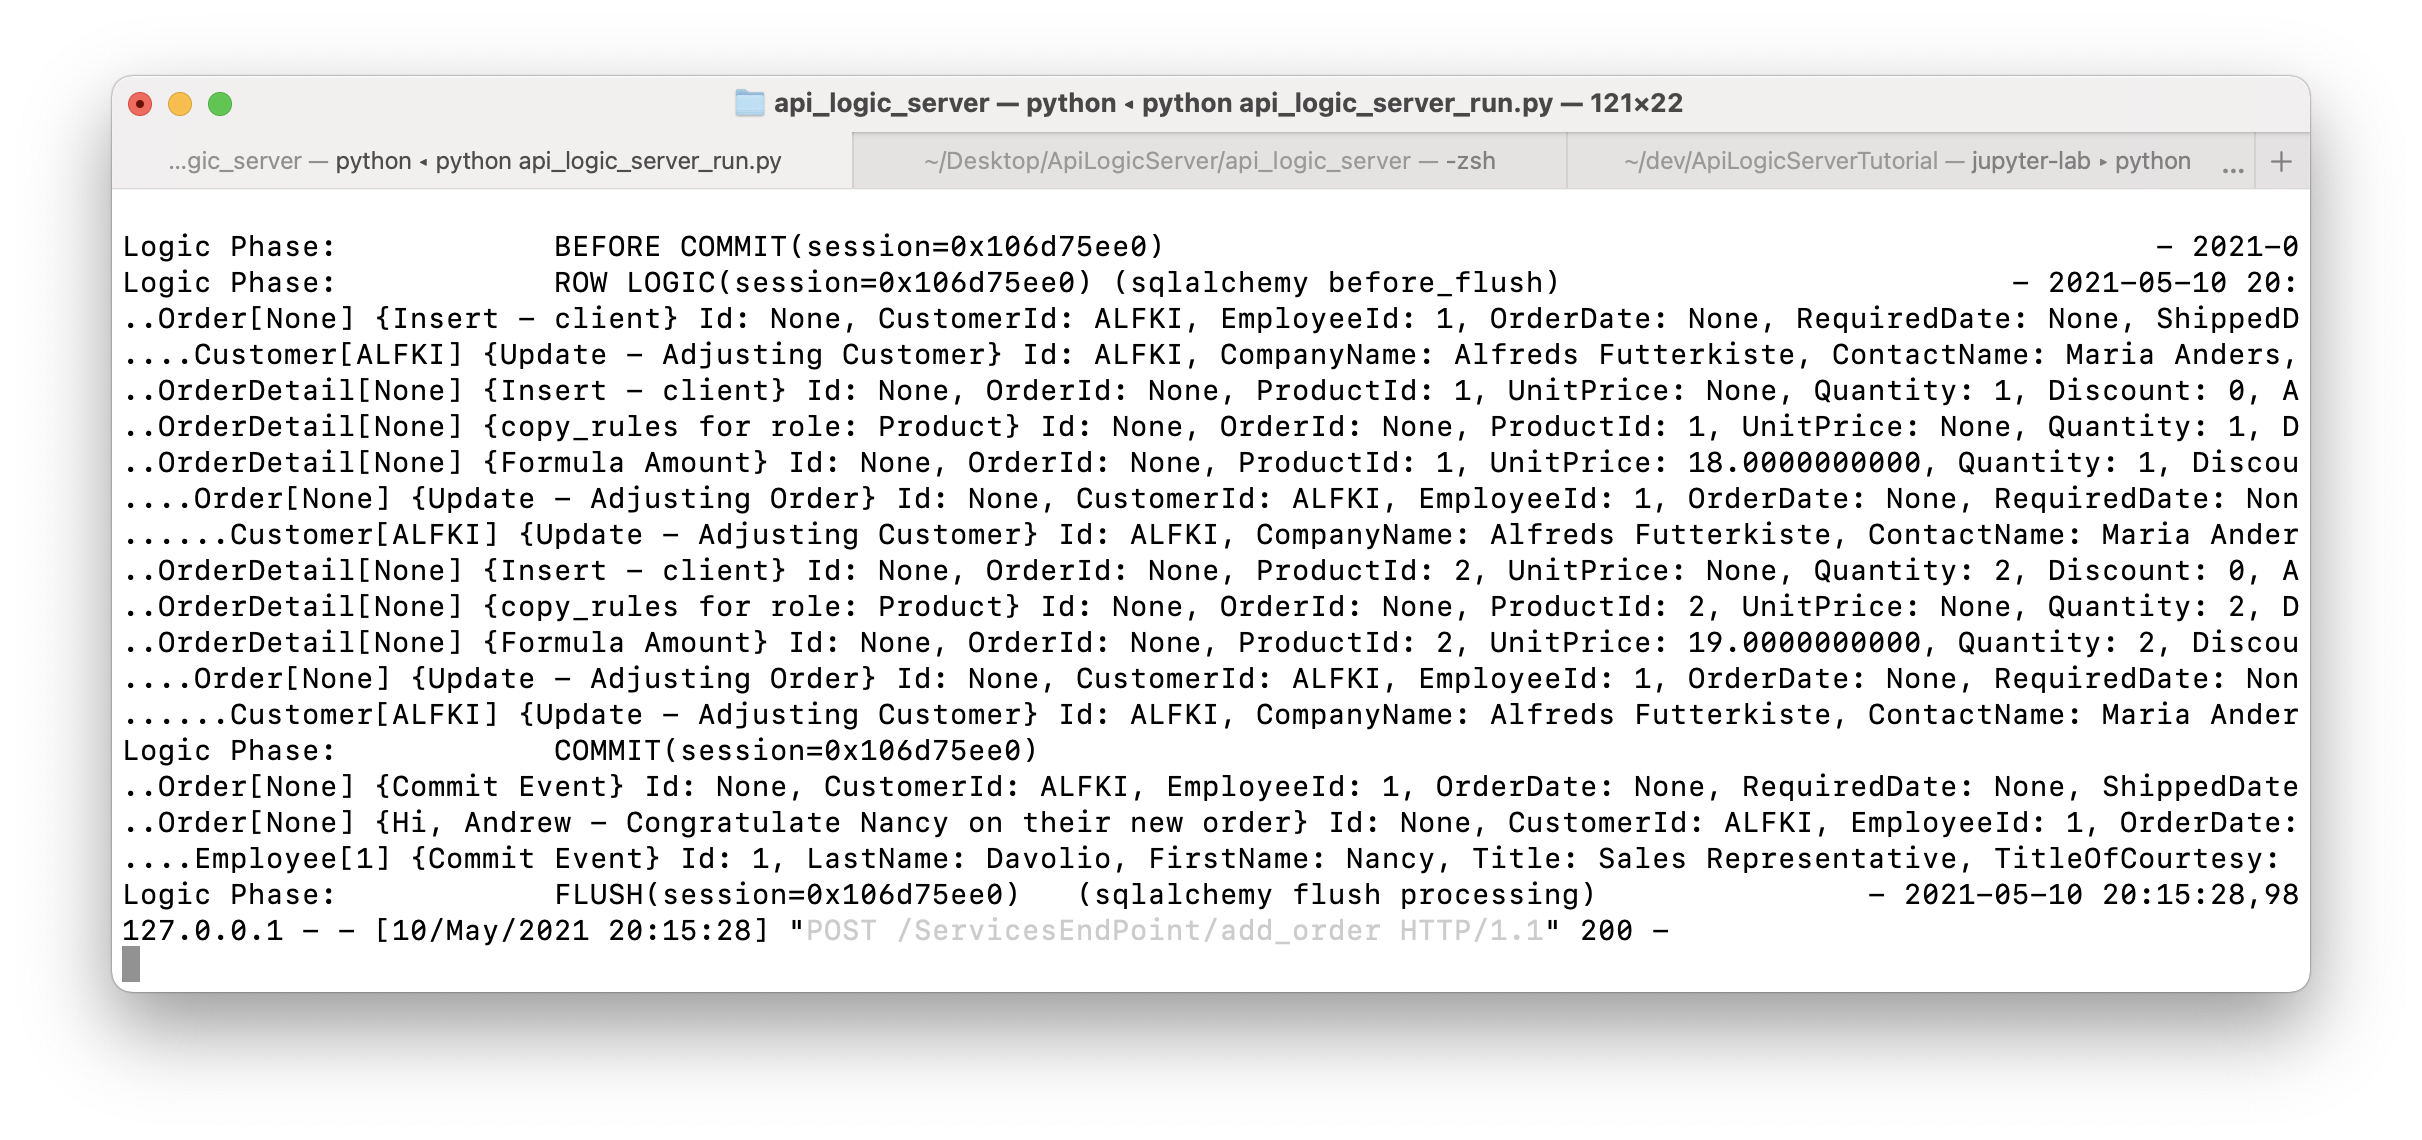 api_logic_server — python ◂ python api_logic_server_run.py — 121×22
...gic_server — python ◂ python api_logic_server_run.py ~/Desktop/ApiLogicServer/api_logic_server — -zsh ~/dev/ApiLogicServerTutorial — jupyter-lab ▸ python ... +
Logic Phase: BEFORE COMMIT(session=0x106d75ee0) - 2021-0
Logic Phase: ROW LOGIC(session=0x106d75ee0) (sqlalchemy before_flush) - 2021-05-10 20:
..Order[None] {Insert - client} Id: None, CustomerId: ALFKI, EmployeeId: 1, OrderDate: None, RequiredDate: None, ShippedD
....Customer[ALFKI] {Update - Adjusting Customer} Id: ALFKI, CompanyName: Alfreds Futterkiste, ContactName: Maria Anders,
..OrderDetail[None] {Insert - client} Id: None, OrderId: None, ProductId: 1, UnitPrice: None, Quantity: 1, Discount: 0, A
..OrderDetail[None] {copy_rules for role: Product} Id: None, OrderId: None, ProductId: 1, UnitPrice: None, Quantity: 1, D
..OrderDetail[None] {Formula Amount} Id: None, OrderId: None, ProductId: 1, UnitPrice: 18.0000000000, Quantity: 1, Discou
....Order[None] {Update - Adjusting Order} Id: None, CustomerId: ALFKI, EmployeeId: 1, OrderDate: None, RequiredDate: Non
......Customer[ALFKI] {Update - Adjusting Customer} Id: ALFKI, CompanyName: Alfreds Futterkiste, ContactName: Maria Ander
..OrderDetail[None] {Insert - client} Id: None, OrderId: None, ProductId: 2, UnitPrice: None, Quantity: 2, Discount: 0, A
..OrderDetail[None] {copy_rules for role: Product} Id: None, OrderId: None, ProductId: 2, UnitPrice: None, Quantity: 2, D
..OrderDetail[None] {Formula Amount} Id: None, OrderId: None, ProductId: 2, UnitPrice: 19.0000000000, Quantity: 2, Discou
....Order[None] {Update - Adjusting Order} Id: None, CustomerId: ALFKI, EmployeeId: 1, OrderDate: None, RequiredDate: Non
......Customer[ALFKI] {Update - Adjusting Customer} Id: ALFKI, CompanyName: Alfreds Futterkiste, ContactName: Maria Ander
Logic Phase: COMMIT(session=0x106d75ee0)
..Order[None] {Commit Event} Id: None, CustomerId: ALFKI, EmployeeId: 1, OrderDate: None, RequiredDate: None, ShippedDate
..Order[None] {Hi, Andrew - Congratulate Nancy on their new order} Id: None, CustomerId: ALFKI, EmployeeId: 1, OrderDate:
....Employee[1] {Commit Event} Id: 1, LastName: Davolio, FirstName: Nancy, Title: Sales Representative, TitleOfCourtesy:
Logic Phase: FLUSH(session=0x106d75ee0) (sqlalchemy flush processing) - 2021-05-10 20:15:28,98
127.0.0.1 - - [10/May/2021 20:15:28] "POST /ServicesEndPoint/add_order HTTP/1.1" 200 -